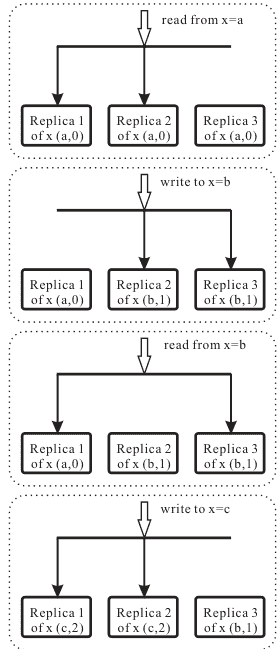 read from x=a
Replica 1 Replica 2 Replica 3
of x (a,0) of x (a,0) of x (a,0)
write to x=b
Replica 1 Replica 2 Replica 3
of x (a,0) of x (b,1) of x (b,1)
read from x=b
Replica 1 Replica 2 Replica 3
of x (a,0) of x (b,1) of x (b,1)
write to x=c
Replica 1 Replica 2 Replica 3
of x (c,2) of x (c,2) of x (b,1)